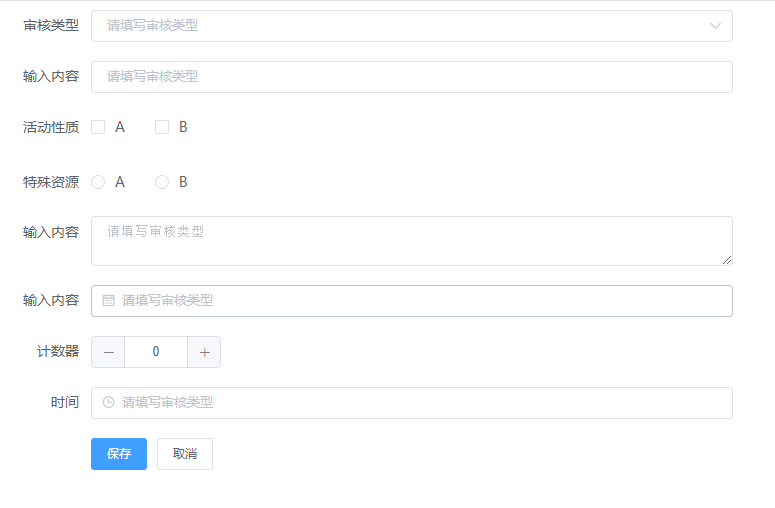 审核类型 请填写审核类型
输入内容 请填写审核类型
活动性质 A B
特殊资源 A B
输入内容 请填写审核类型
输入内容 请填写审核类型
计数器 — 0 +
时间 请填写审核类型
保存 取消